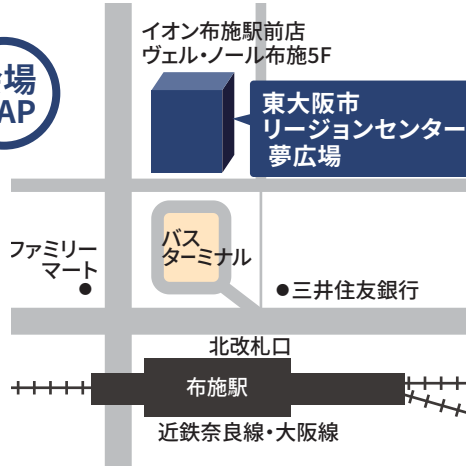 イオン布施駅前店
ヴェル・ノール布施5F
場
AP
東大阪市
リージョンセンター
夢広場
バス
ターミナル
ファミリー
マート
三井住友銀行
北改札口
布施駅
近鉄奈良線・大阪線